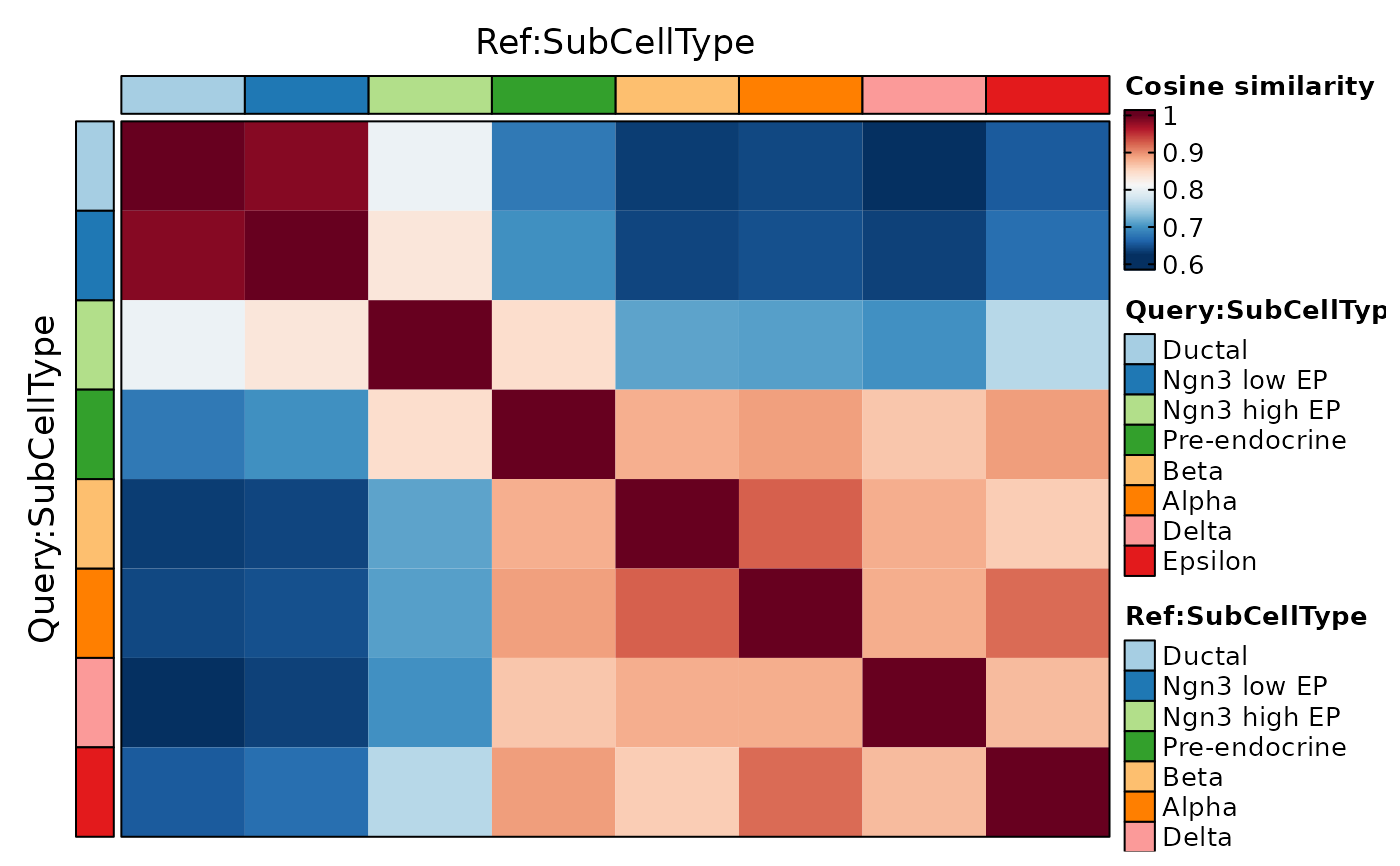 Ref:SubCellType
Cosine similarity
1
0.9
0.8
0.7
0.6
Query:SubCellType
Query:SubCellTyp
Ductal
Ngn3 low EP
Ngn3 high EP
Pre-endocrine
Beta
Alpha
Delta
Epsilon
Ref:SubCellType
Ductal
Ngn3 low EP
Ngn3 high EP
Pre-endocrine
Beta
Alpha
Delta